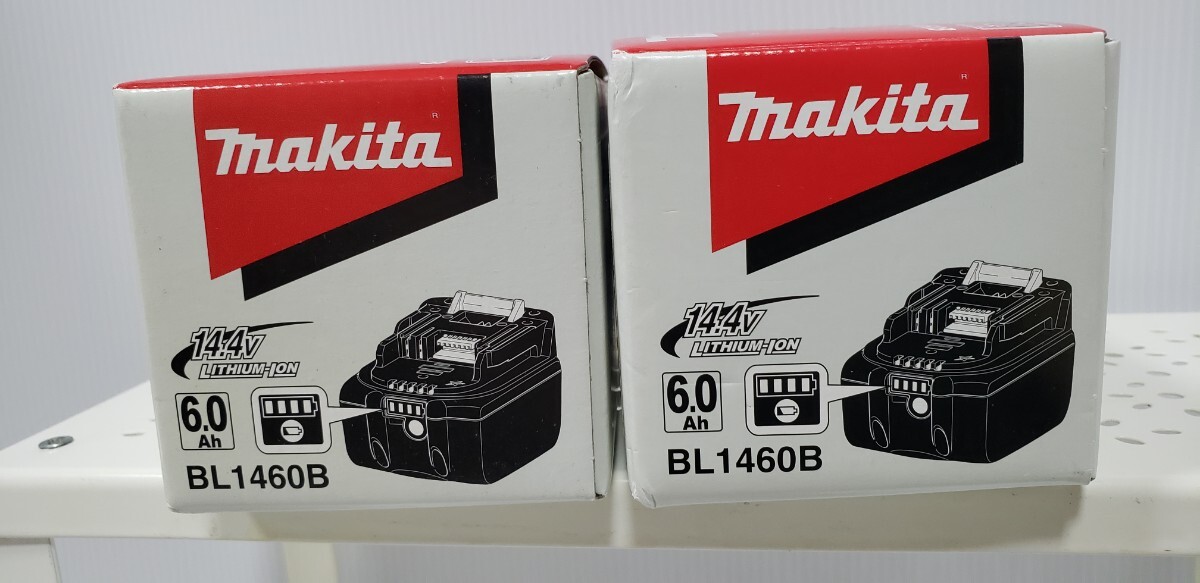 makita
R
14.4V
LITHIUM-ION
6.0
Ah
BL1460B
makita
R
14.4V
LITHIUM-ION
6.0
Ah
BL1460B